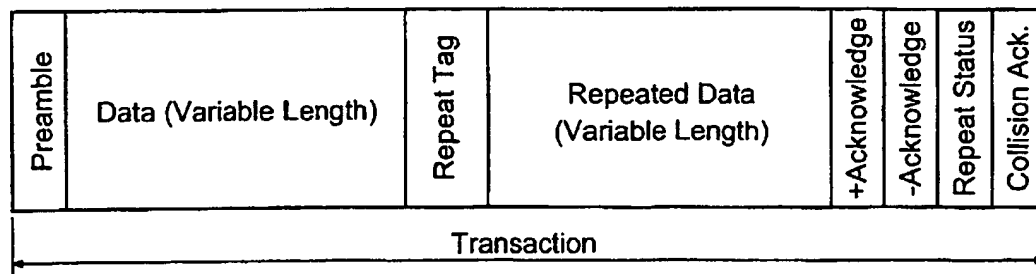 Preamble
Data (Variable Length)
Repeat Tag
Repeated Data
(Variable Length)
+Acknowledge
-Acknowledge
Repeat Status
Collision Ack.
Transaction